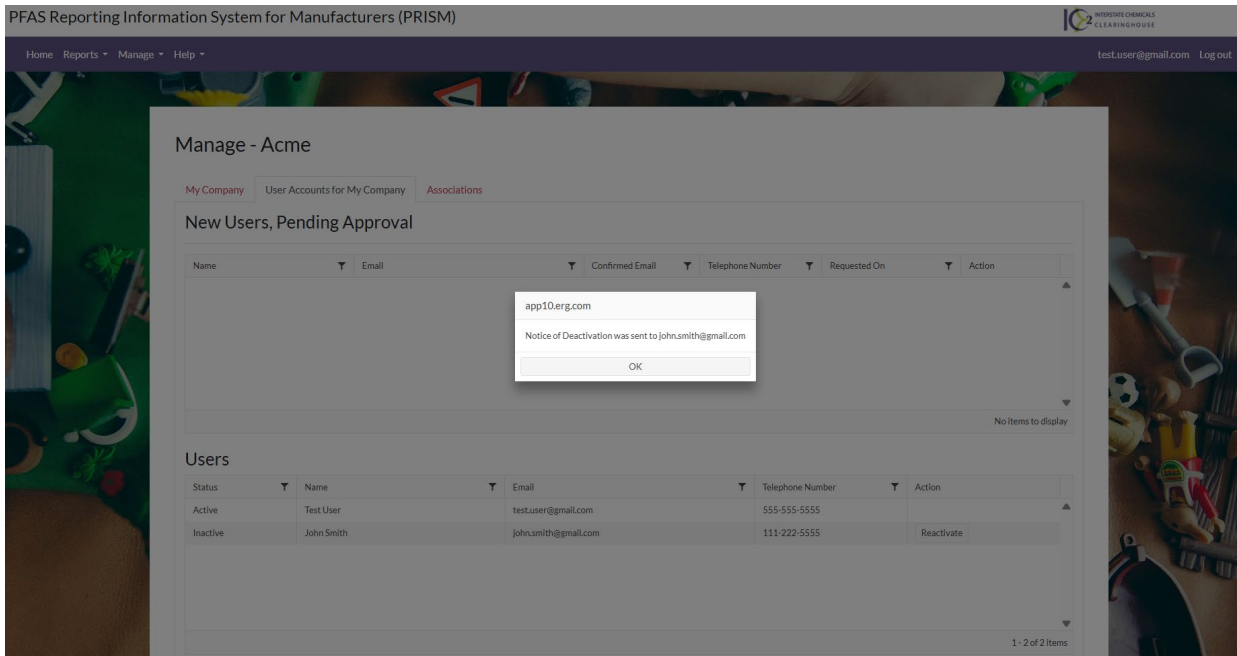 PFAS Reporting Information System for Manufacturers (PRISM)
IC2 INTERSTATE CHEMICALS
CLEARINGHOUSE
Home Reports Manage Help
test.user@gmail.com Log out
Manage - Acme
My Company User Accounts for My Company Associations
New Users, Pending Approval
Name Email Confirmed Email Telephone Number Requested On Action
app10.erg.com
Notice of Deactivation was sent to john.smith@gmail.com
OK
No items to display
Users
Status Name Email Telephone Number Action
Active Test User test.user@gmail.com 555-555-5555
Inactive John Smith john.smith@gmail.com 111-222-5555 Reactivate
1 - 2 of 2 items